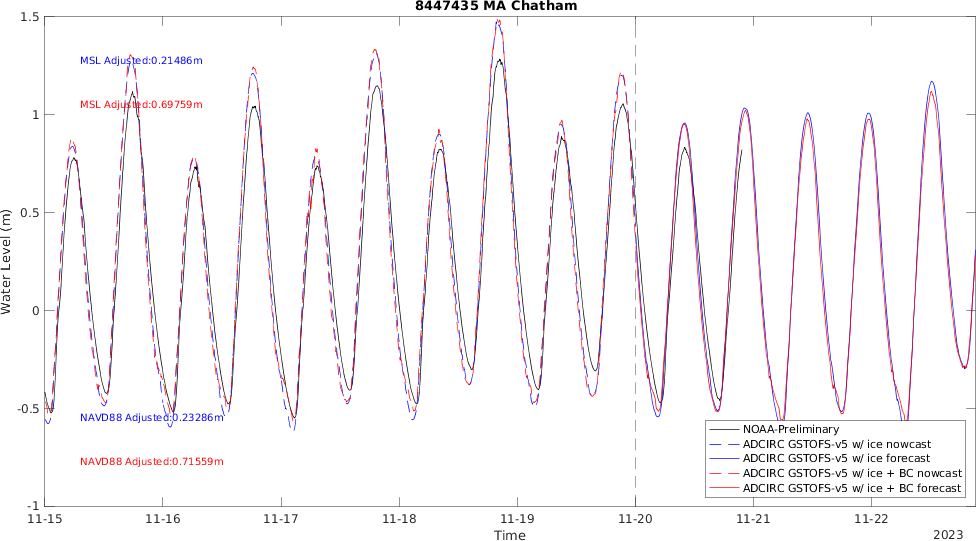 8447435 MA Chatham
1.5
1
0.5
0
-0.5
-1
Water Level (m)
MSL Adjusted:0.21486m
MSL Adjusted:0.69759m
NAVD88 Adjusted:0.23286m
NAVD88 Adjusted:0.71559m
NOAA-Preliminary
ADCIRC GSTOFS-v5 w/ ice nowcast
ADCIRC GSTOFS-v5 w/ ice forecast
ADCIRC GSTOFS-v5 w/ ice + BC nowcast
ADCIRC GSTOFS-v5 w/ ice + BC forecast
11-15 11-16 11-17 11-18 11-19 11-20 11-21 11-22
Time
2023